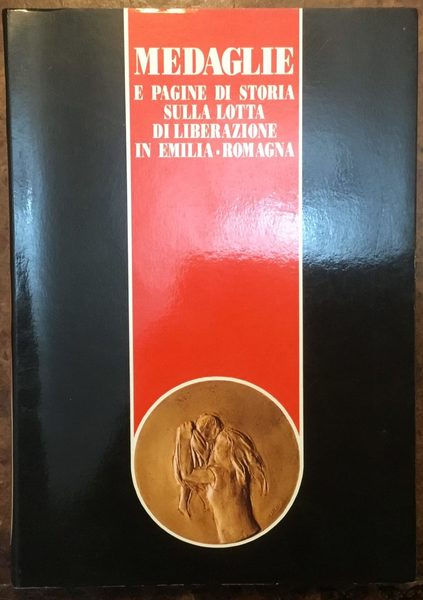 MEDAGLIE
E PAGINE DI STORIA
SULLA LOTTA
DI LIBERAZIONE
IN EMILIA • ROMAGNA